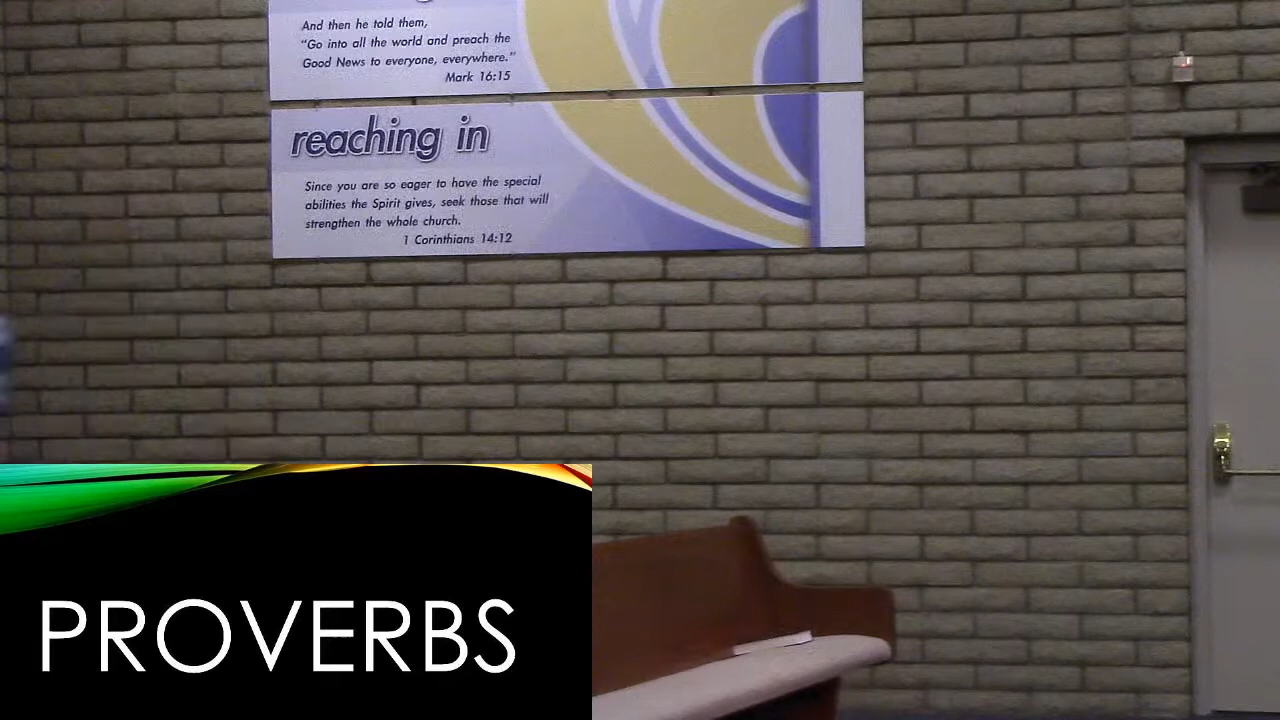 And then he told them,
“Go into all the world and preach the
Good News to everyone, everywhere.”
Mark 16:15
reaching in
Since you are so eager to have the special
abilities the Spirit gives, seek those that will
strengthen the whole church.
1 Corinthians 14:12
PROVERBS